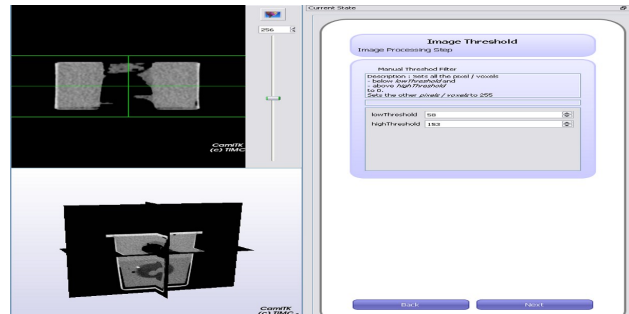 Current State
256
Image Threshold
Image Processing Step
Manual Threshod Filter
Description : Sets all the pixel / voxels
- below lowThreshold and
- above highThreshold
to 0.
Sets the other pixels / voxels to 255
lowThreshold 50
highThreshold 153
CamiTK
(c) TIMC
CamiTK
(c) TIMC -
Back Next